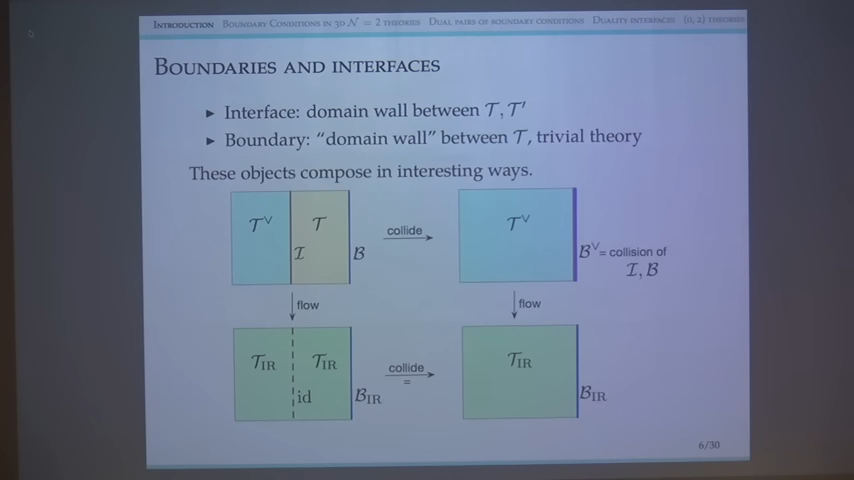 Introduction Boundary Conditions in 3d 𝒩 = 2 theories Dual pairs of boundary conditions Duality interfaces (0, 2) theories
Boundaries and interfaces
▶ Interface: domain wall between 𝒯, 𝒯′
▶ Boundary: “domain wall” between 𝒯, trivial theory
These objects compose in interesting ways.
𝒯^∨ 𝒯 collide 𝒯^∨
ℐ ℬ ℬ^∨ = collision of
ℐ, ℬ
flow flow
𝒯_IR 𝒯_IR collide 𝒯_IR
=
id ℬ_IR ℬ_IR
6/30